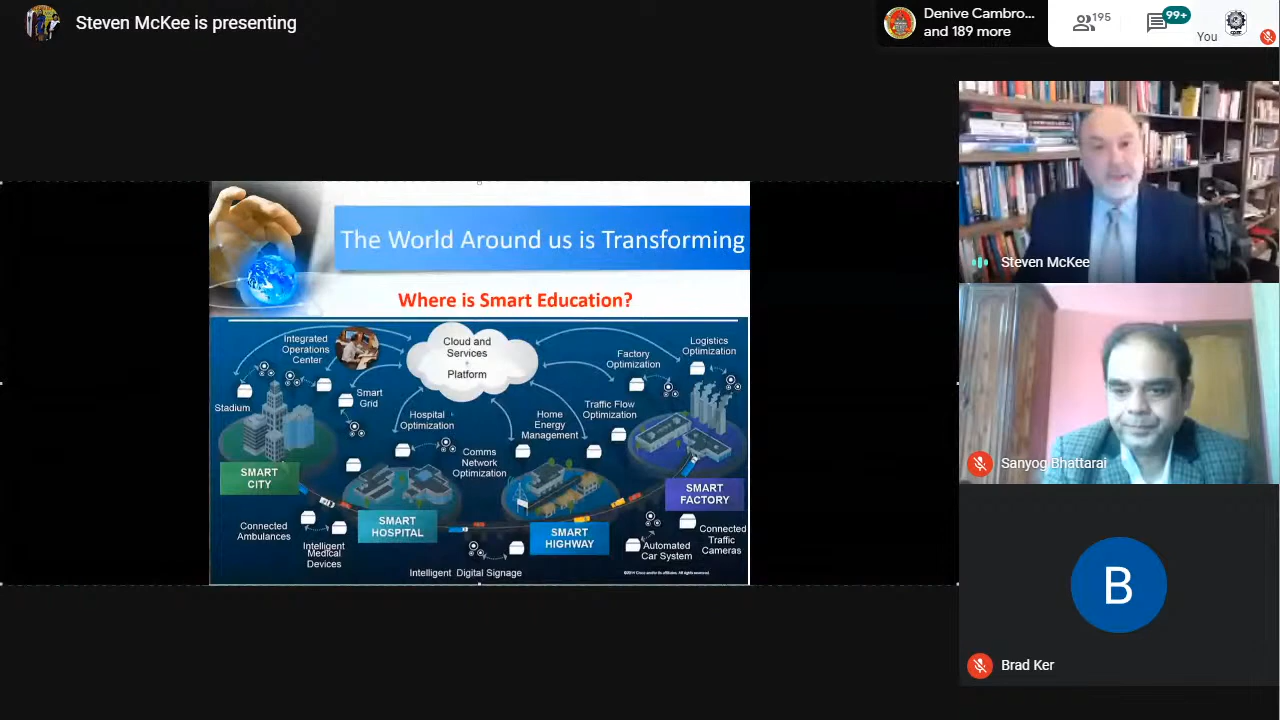 Steven McKee is presenting
Denive Cambro...
and 189 more
195
99+
You
Steven McKee
Sanyog Bhattarai
B
Brad Ker
The World Around us is Transforming
Where is Smart Education?
Integrated
Operations
Center
Cloud and
Services
Platform
Factory
Optimization
Logistics
Optimization
Stadium
Smart
Grid
Hospital
Optimization
Home
Energy
Management
Traffic Flow
Optimization
Comms
Network
Optimization
SMART
CITY
SMART
HOSPITAL
SMART
HIGHWAY
SMART
FACTORY
Connected
Ambulances
Intelligent
Medical
Devices
Intelligent Digital Signage
Automated
Car System
Connected
Traffic
Cameras